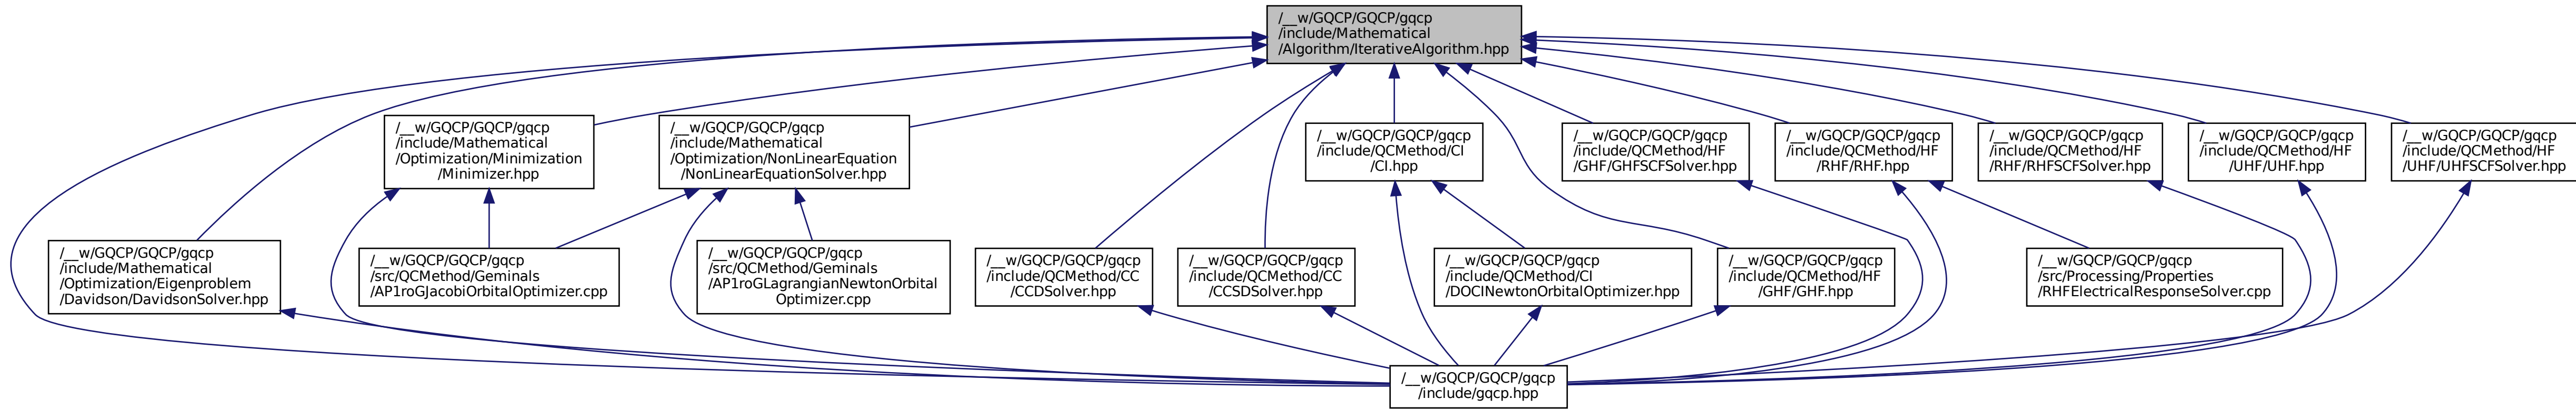 /__w/GQCP/GQCP/gqcp
/include/Mathematical
/Algorithm/IterativeAlgorithm.hpp
/__w/GQCP/GQCP/gqcp
/include/Mathematical
/Optimization/Minimization
/Minimizer.hpp
/__w/GQCP/GQCP/gqcp
/include/Mathematical
/Optimization/NonLinearEquation
/NonLinearEquationSolver.hpp
/__w/GQCP/GQCP/gqcp
/include/QCMethod/CI
/CI.hpp
/__w/GQCP/GQCP/gqcp
/include/QCMethod/HF
/GHF/GHFSCFSolver.hpp
/__w/GQCP/GQCP/gqcp
/include/QCMethod/HF
/RHF/RHF.hpp
/__w/GQCP/GQCP/gqcp
/include/QCMethod/HF
/RHF/RHFSCFSolver.hpp
/__w/GQCP/GQCP/gqcp
/include/QCMethod/HF
/UHF/UHF.hpp
/__w/GQCP/GQCP/gqcp
/include/QCMethod/HF
/UHF/UHFSCFSolver.hpp
/__w/GQCP/GQCP/gqcp
/include/Mathematical
/Optimization/Eigenproblem
/Davidson/DavidsonSolver.hpp
/__w/GQCP/GQCP/gqcp
/src/QCMethod/Geminals
/AP1roGJacobiOrbitalOptimizer.cpp
/__w/GQCP/GQCP/gqcp
/src/QCMethod/Geminals
/AP1roGLagrangianNewtonOrbital
Optimizer.cpp
/__w/GQCP/GQCP/gqcp
/include/QCMethod/CC
/CCDSolver.hpp
/__w/GQCP/GQCP/gqcp
/include/QCMethod/CC
/CCSDSolver.hpp
/__w/GQCP/GQCP/gqcp
/include/QCMethod/CI
/DOCINewtonOrbitalOptimizer.hpp
/__w/GQCP/GQCP/gqcp
/include/QCMethod/HF
/GHF/GHF.hpp
/__w/GQCP/GQCP/gqcp
/src/Processing/Properties
/RHFElectricalResponseSolver.cpp
/__w/GQCP/GQCP/gqcp
/include/gqcp.hpp